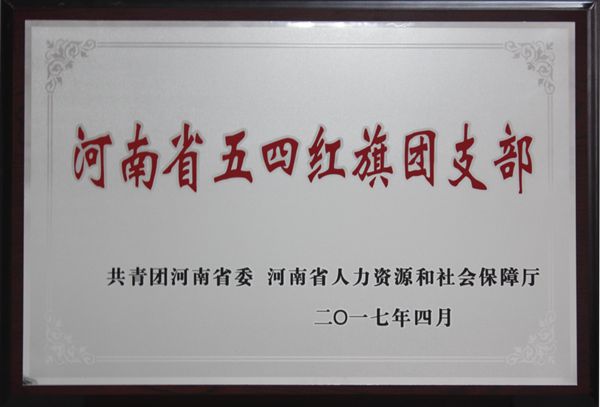 河南省五四红旗团支部
共青团河南省委 河南省人力资源和社会保障厅
二〇一七年四月